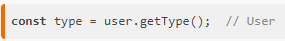 const type = user.getType();  // User